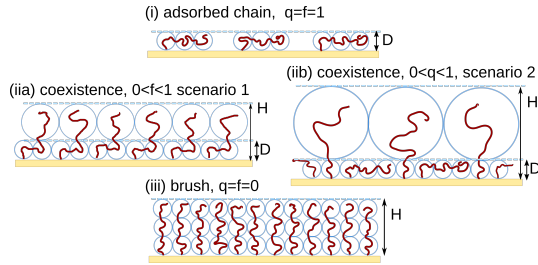 (i) adsorbed chain, q=f=1
D
(iia) coexistence, 0<f<1 scenario 1
H
D
(iib) coexistence, 0<q<1, scenario 2
H
D
(iii) brush, q=f=0
H